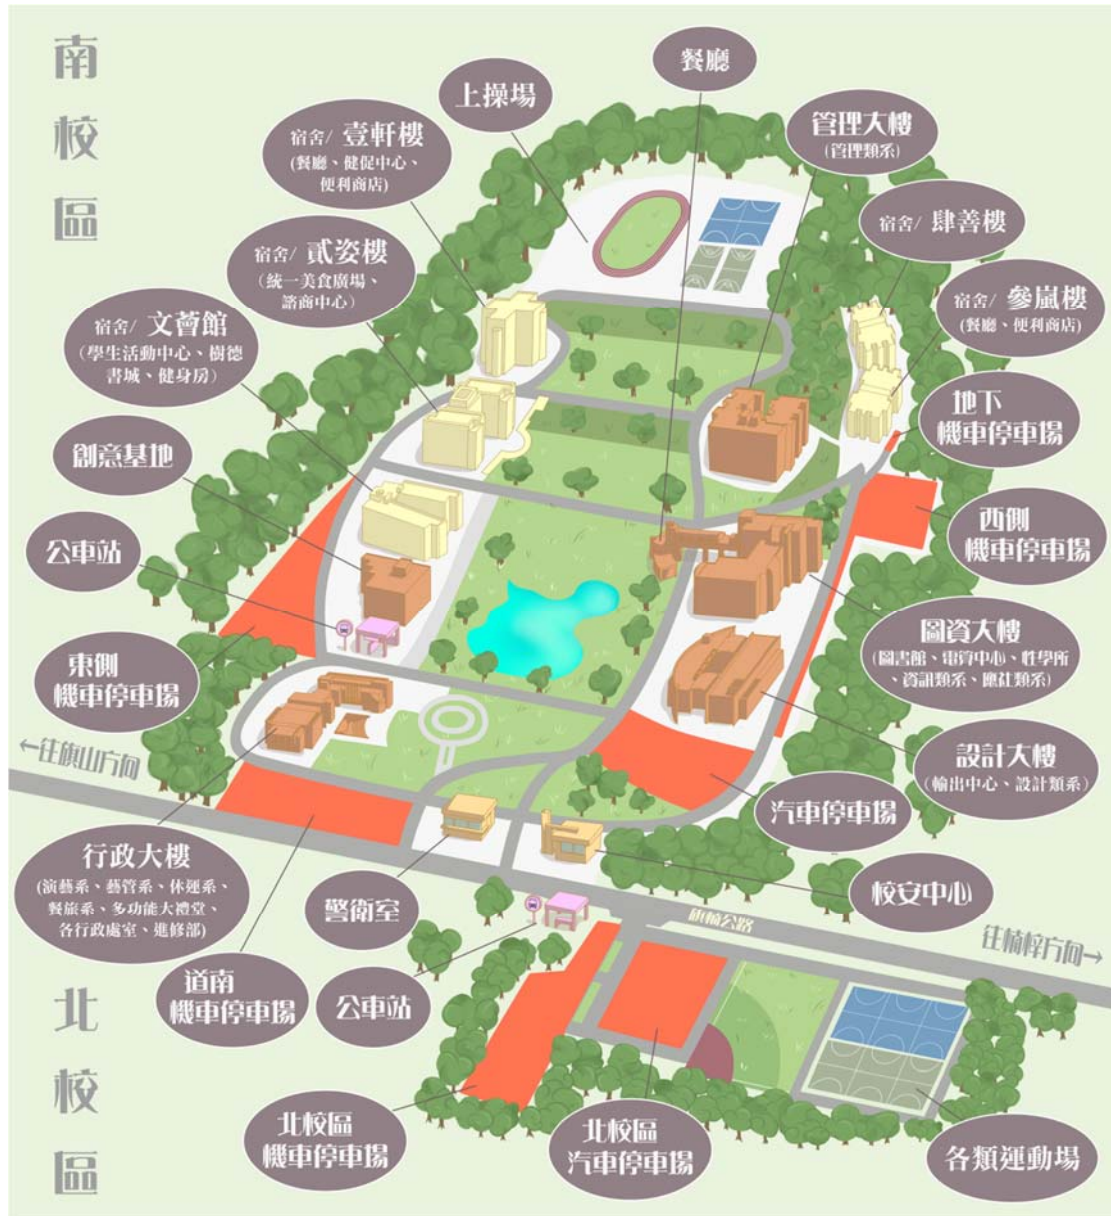 南
校
區
餐廳
上操場
管理大樓
(管理類系)
宿舍/ 壹軒樓
(餐廳、健促中心、
便利商店)
宿舍/ 肆善樓
宿舍/ 貳姿樓
(統一美食廣場、
諮商中心)
宿舍/ 參嵐樓
(餐廳、便利商店)
宿舍/ 文薈館
(學生活動中心、樹德
書城、健身房)
地下
機車停車場
創意基地
西側
機車停車場
公車站
圖資大樓
(圖書館、電算中心、性學所
、資訊類系、應社類系)
東側
機車停車場
←往旗山方向
設計大樓
(輸出中心、設計類系)
汽車停車場
行政大樓
(演藝系、藝管系、休運系、
餐旅系、多功能大禮堂、
各行政處室、進修部)
警衛室
校安中心
旗楠公路
往楠梓方向→
道南
機車停車場
公車站
北
校
區
北校區
機車停車場
北校區
汽車停車場
各類運動場